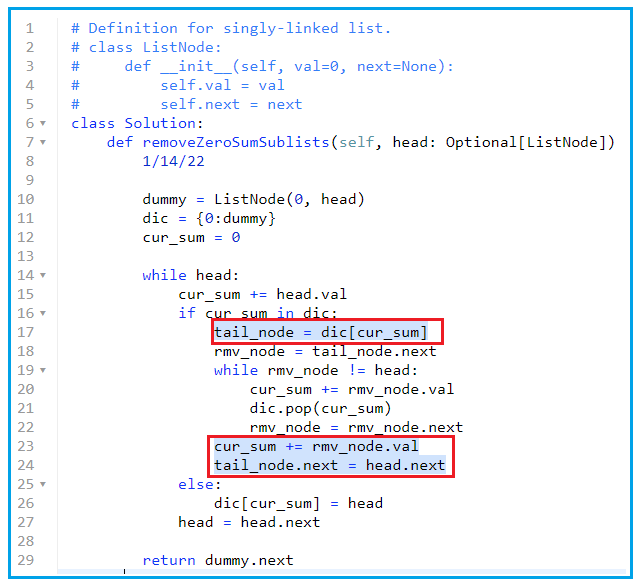 1 # Definition for singly-linked list.
2 # class ListNode:
3 #     def __init__(self, val=0, next=None):
4 #         self.val = val
5 #         self.next = next
6 class Solution:
7     def removeZeroSumSublists(self, head: Optional[ListNode])
8         1/14/22
9
10         dummy = ListNode(0, head)
11         dic = {0:dummy}
12         cur_sum = 0
13
14         while head:
15             cur_sum += head.val
16             if cur_sum in dic:
17                 tail_node = dic[cur_sum]
18                 rmv_node = tail_node.next
19                 while rmv_node != head:
20                     cur_sum += rmv_node.val
21                     dic.pop(cur_sum)
22                     rmv_node = rmv_node.next
23                 cur_sum += rmv_node.val
24                 tail_node.next = head.next
25             else:
26                 dic[cur_sum] = head
27             head = head.next
28
29         return dummy.next